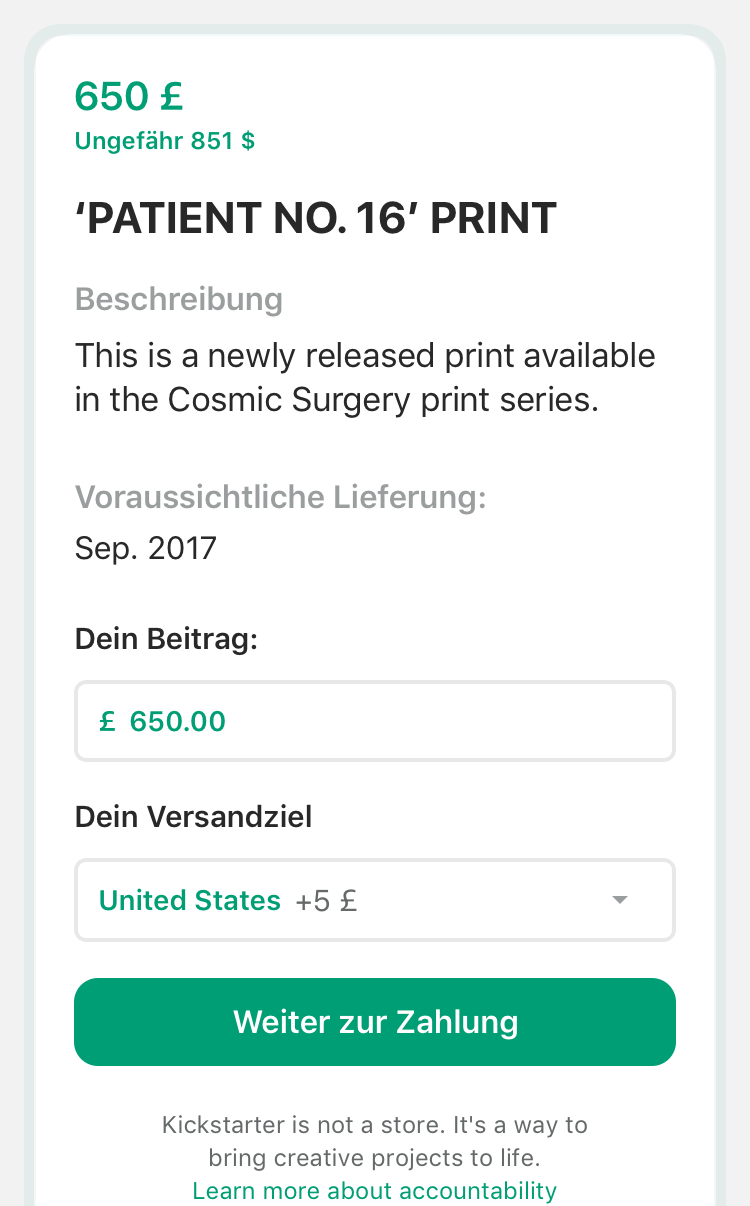 650 £
Ungefähr 851 $
‘PATIENT NO. 16’ PRINT
Beschreibung
This is a newly released print available
in the Cosmic Surgery print series.
Voraussichtliche Lieferung:
Sep. 2017
Dein Beitrag:
£ 650.00
Dein Versandziel
United States +5 £
Weiter zur Zahlung
Kickstarter is not a store. It's a way to
bring creative projects to life.
Learn more about accountability